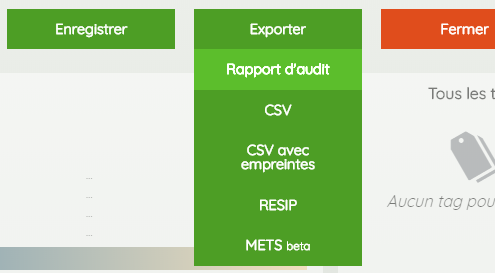 Enregistrer
Exporter
Fermer
Rapport d'audit
Tous les
CSV
CSV avec
empreintes
Aucun tag pou
RESIP
METS beta